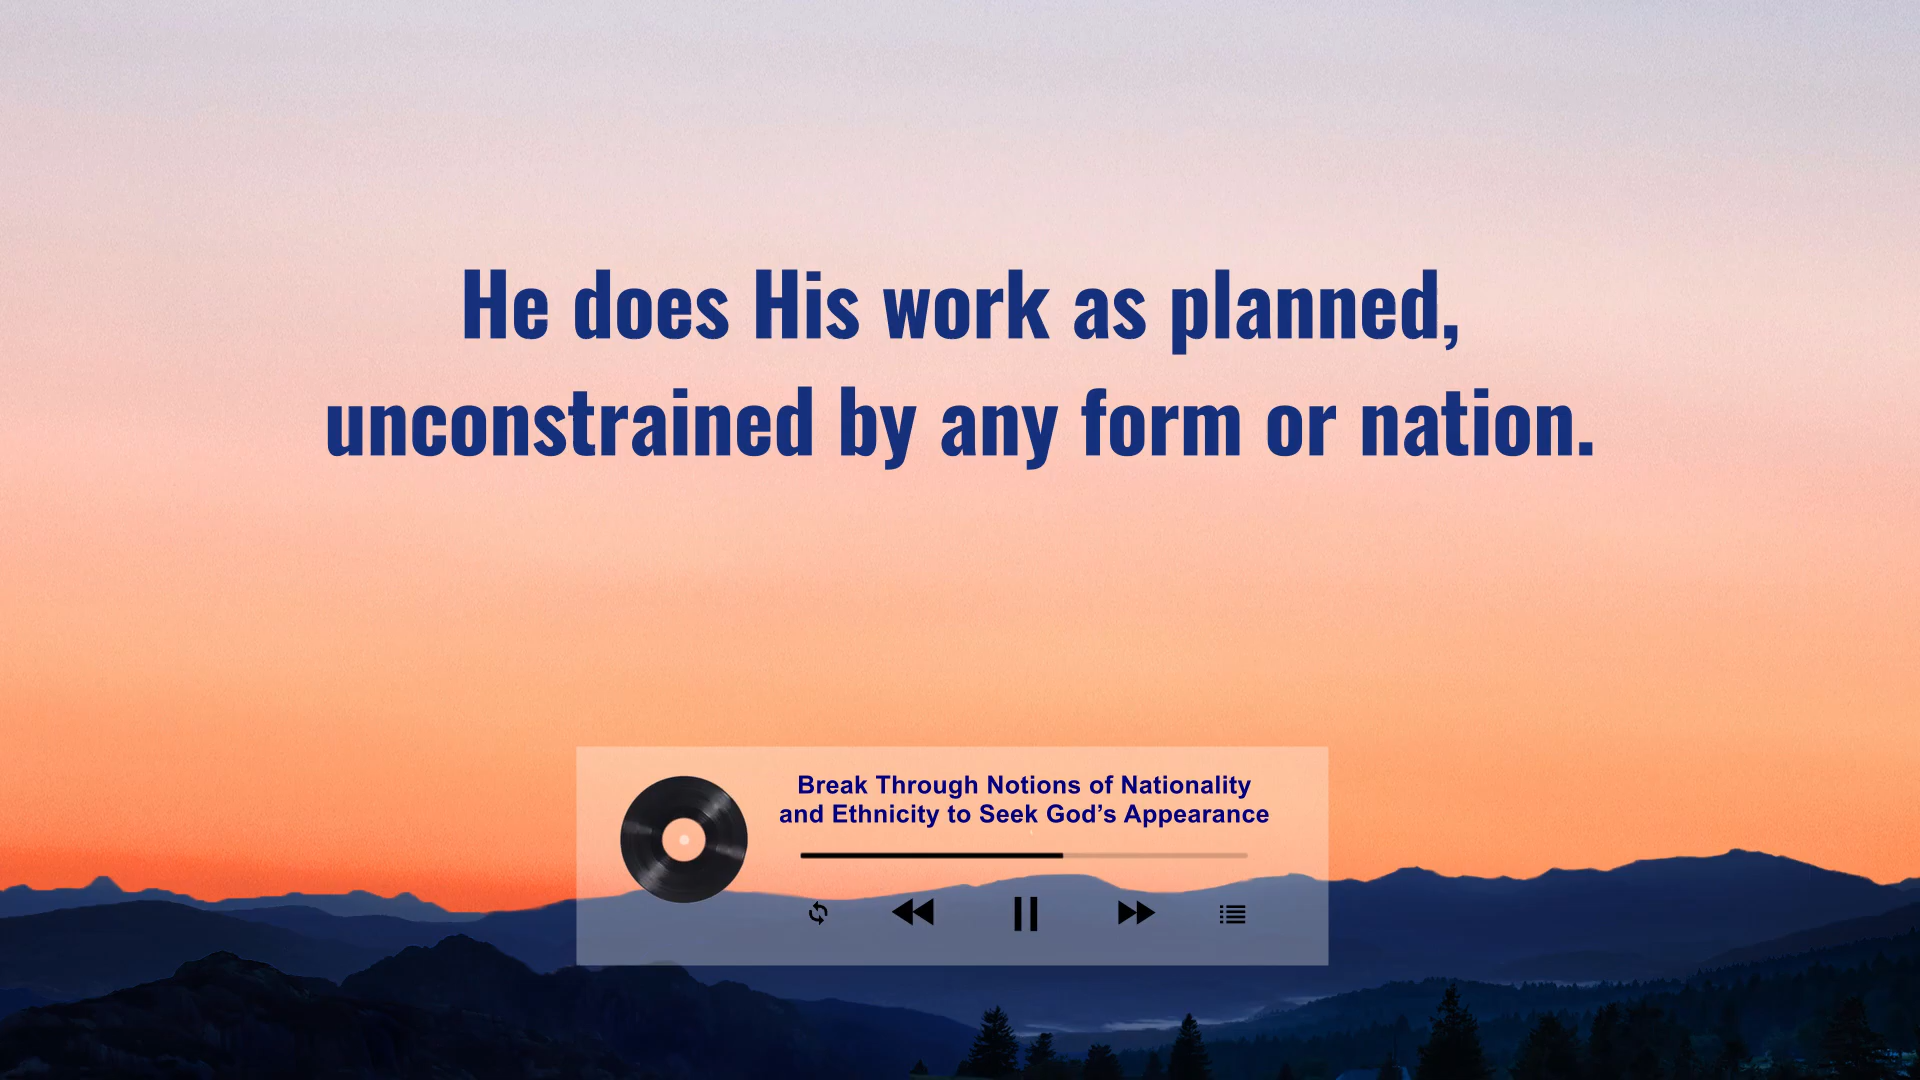 He does His work as planned,
unconstrained by any form or nation.
Break Through Notions of Nationality
and Ethnicity to Seek God’s Appearance